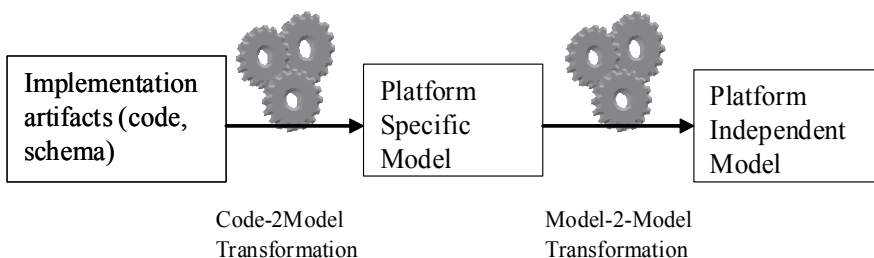 Implementation
artifacts (code,
schema)
Platform
Specific
Model
Platform
Independent
Model
Code-2Model
Transformation
Model-2-Model
Transformation